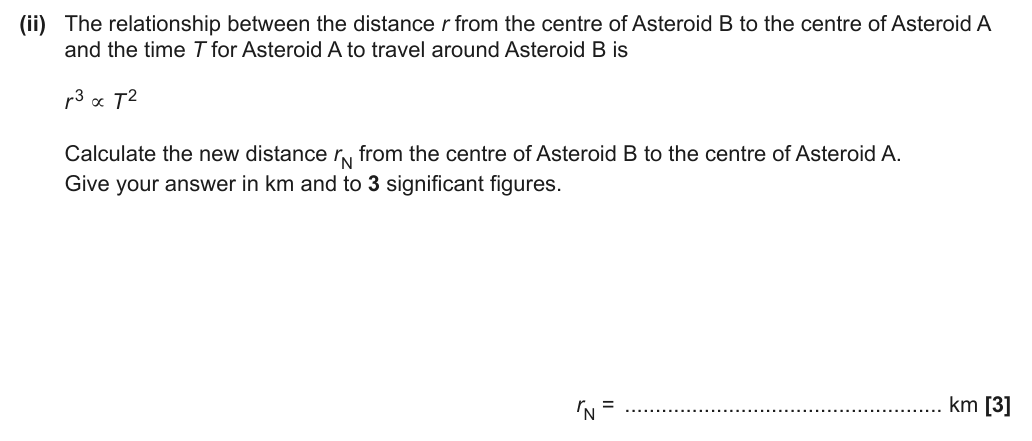 (ii) The relationship between the distance r from the centre of Asteroid B to the centre of Asteroid A
and the time T for Asteroid A to travel around Asteroid B is
r³ ∝ T²
Calculate the new distance r_N from the centre of Asteroid B to the centre of Asteroid A.
Give your answer in km and to 3 significant figures.
r_N = ..................................................... km [3]